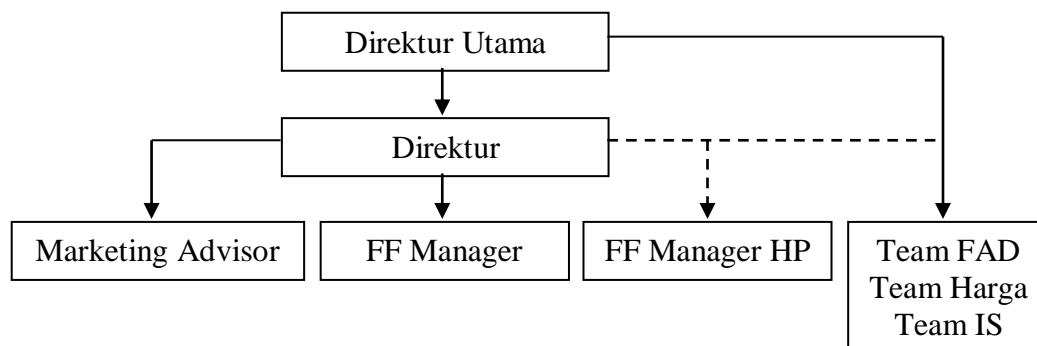 Direktur Utama
Direktur
Marketing Advisor
FF Manager
FF Manager HP
Team FAD
Team Harga
Team IS